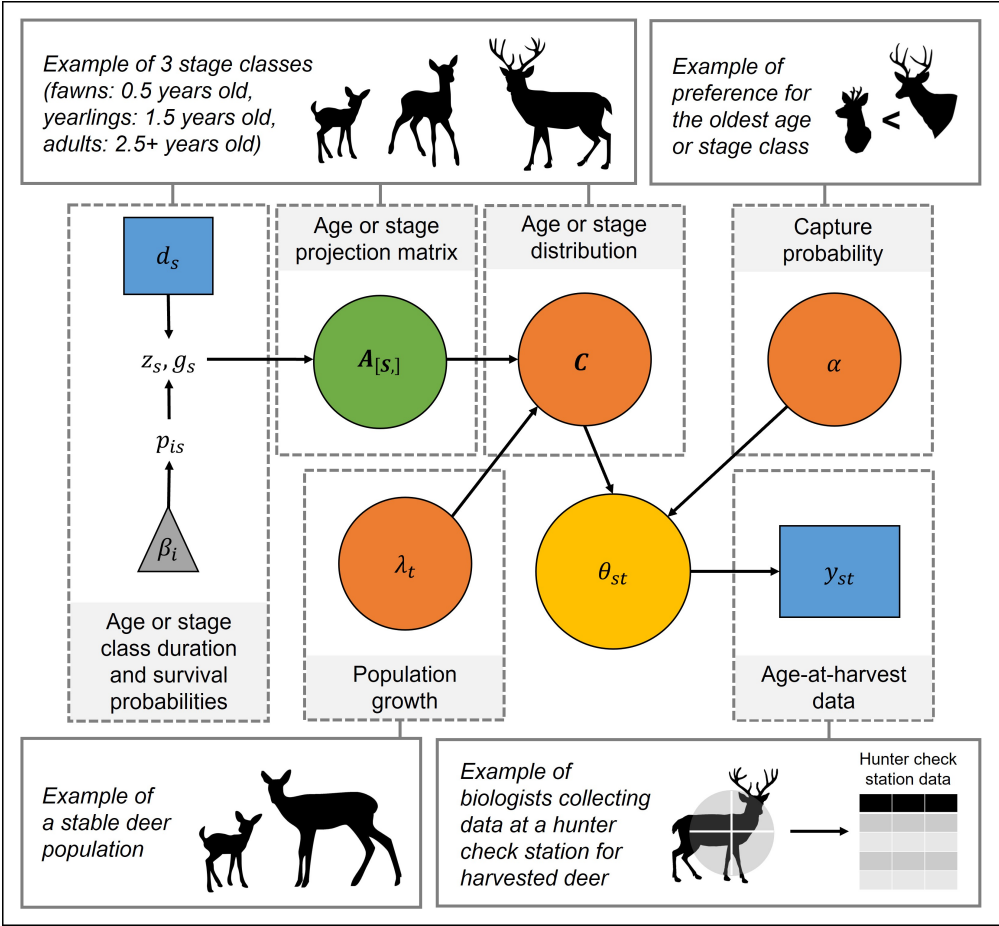 Example of 3 stage classes
(fawns: 0.5 years old,
yearlings: 1.5 years old,
adults: 2.5+ years old)
Example of
preference for
the oldest age
or stage class
<
d_s
z_s, g_s
p_is
β_i
Age or stage
class duration
and survival
probabilities
Age or stage
projection matrix
A_[s,]
Age or stage
distribution
C
Capture
probability
α
λ_t
Population
growth
θ_st
y_st
Age-at-harvest
data
Example of
a stable deer
population
Example of
biologists collecting
data at a hunter
check station for
harvested deer
Hunter check
station data